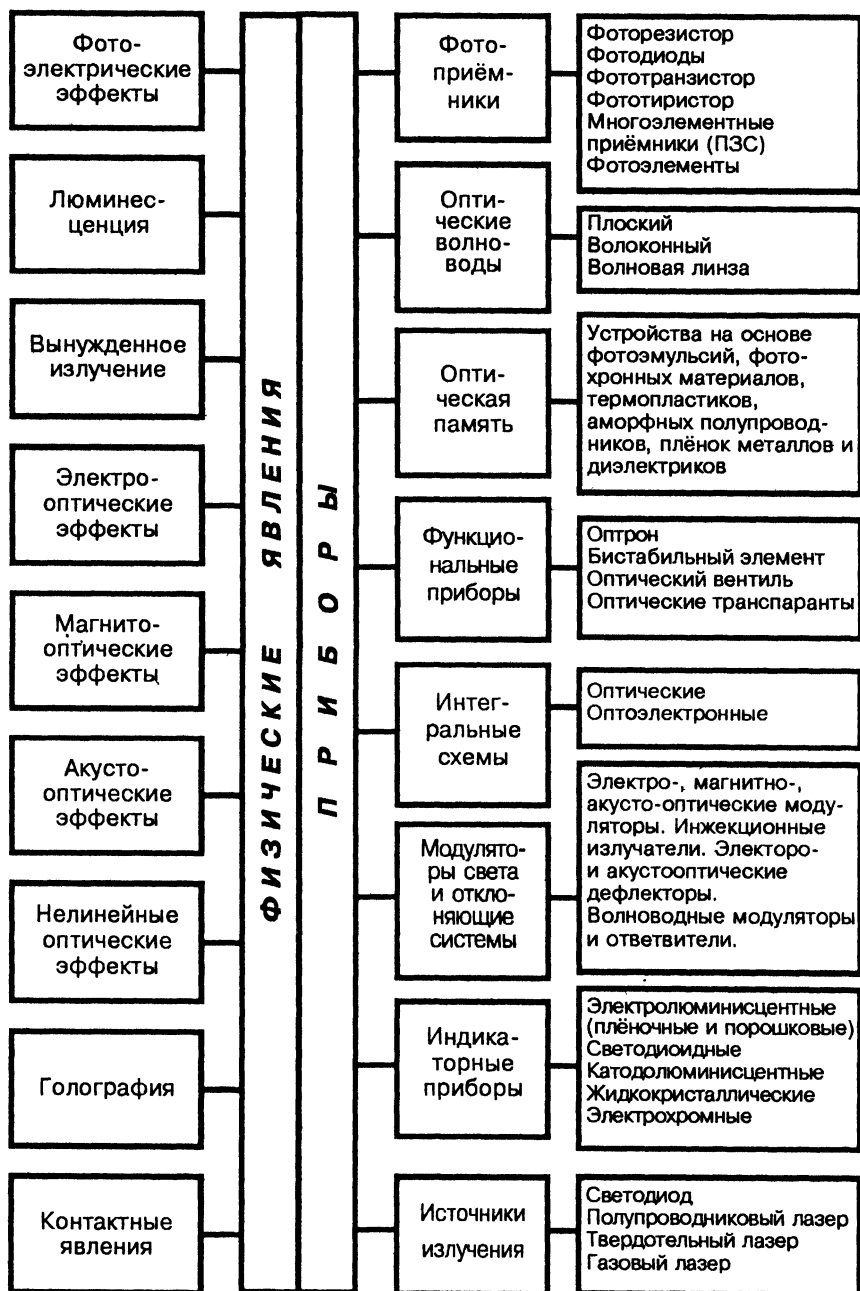 Фото-
электрические
эффекты
Люминес-
ценция
Вынужденное
излучение
Электро-
оптические
эффекты
Магнито-
оптические
эффекты
Акусто-
оптические
эффекты
Нелинейные
оптические
эффекты
Голография
Контактные
явления
ФИЗИЧЕСКИЕ ЯВЛЕНИЯ
ПРИБОРЫ
Фото-
приём-
ники
Фоторезистор
Фотодиоды
Фототранзистор
Фототиристор
Многоэлементные
приёмники (ПЗС)
Фотоэлементы
Опти-
ческие
волно-
воды
Плоский
Волоконный
Волновая линза
Опти-
ческая
память
Устройства на основе
фотоэмульсий, фото-
хронных материалов,
термопластиков,
аморфных полупровод-
ников, плёнок металлов и
диэлектриков
Функцио-
нальные
приборы
Оптрон
Бистабильный элемент
Оптический вентиль
Оптические транспаранты
Интег-
ральные
схемы
Оптические
Оптоэлектронные
Модулято-
ры света
и откло-
няющие
системы
Электро-, магнитно-,
акусто-оптические моду-
ляторы. Инжекционные
излучатели. Электоро-
и акустооптические
дефлекторы.
Волноводные модуляторы
и ответвители.
Индика-
торные
приборы
Электролюминисцентные
(плёночные и порошковые)
Светодиоидные
Катодолюминисцентные
Жидкокристаллические
Электрохромные
Источники
излучения
Светодиод
Полупроводниковый лазер
Твердотельный лазер
Газовый лазер